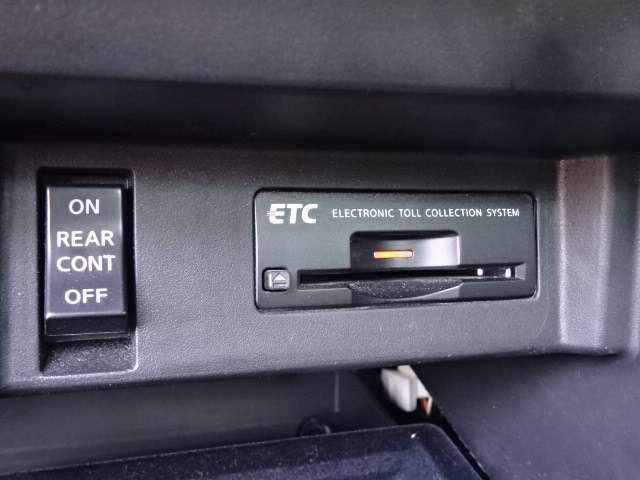 ON
REAR
CONT
OFF
ETC ELECTRONIC TOLL COLLECTION SYSTEM